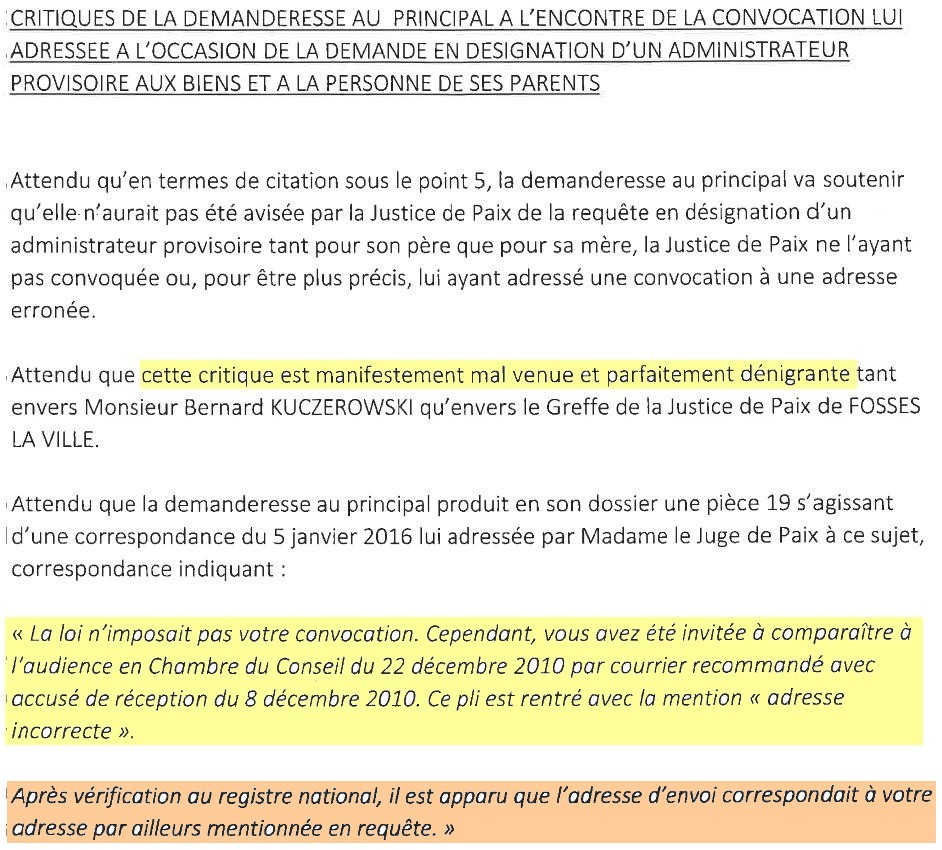 CRITIQUES DE LA DEMANDERESSE AU PRINCIPAL A L'ENCONTRE DE LA CONVOCATION LUI
ADRESSEE A L'OCCASION DE LA DEMANDE EN DESIGNATION D'UN ADMINISTRATEUR
PROVISOIRE AUX BIENS ET A LA PERSONNE DE SES PARENTS
Attendu qu'en termes de citation sous le point 5, la demanderesse au principal va soutenir
qu'elle n'aurait pas été avisée par la Justice de Paix de la requête en désignation d'un
administrateur provisoire tant pour son père que pour sa mère, la Justice de Paix ne l'ayant
pas convoquée ou, pour être plus précis, lui ayant adressé une convocation à une adresse
erronée.
Attendu que cette critique est manifestement mal venue et parfaitement dénigrante tant
envers Monsieur Bernard KUCZEROWSKI qu'envers le Greffe de la Justice de Paix de FOSSES
LA VILLE.
Attendu que la demanderesse au principal produit en son dossier une pièce 19 s'agissant
d'une correspondance du 5 janvier 2016 lui adressée par Madame le Juge de Paix à ce sujet,
correspondance indiquant :
« La loi n'imposait pas votre convocation. Cependant, vous avez été invitée à comparaître à
l'audience en Chambre du Conseil du 22 décembre 2010 par courrier recommandé avec
accusé de réception du 8 décembre 2010. Ce pli est rentré avec la mention « adresse
incorrecte ».
Après vérification au registre national, il est apparu que l'adresse d'envoi correspondait à votre
adresse par ailleurs mentionnée en requête. »